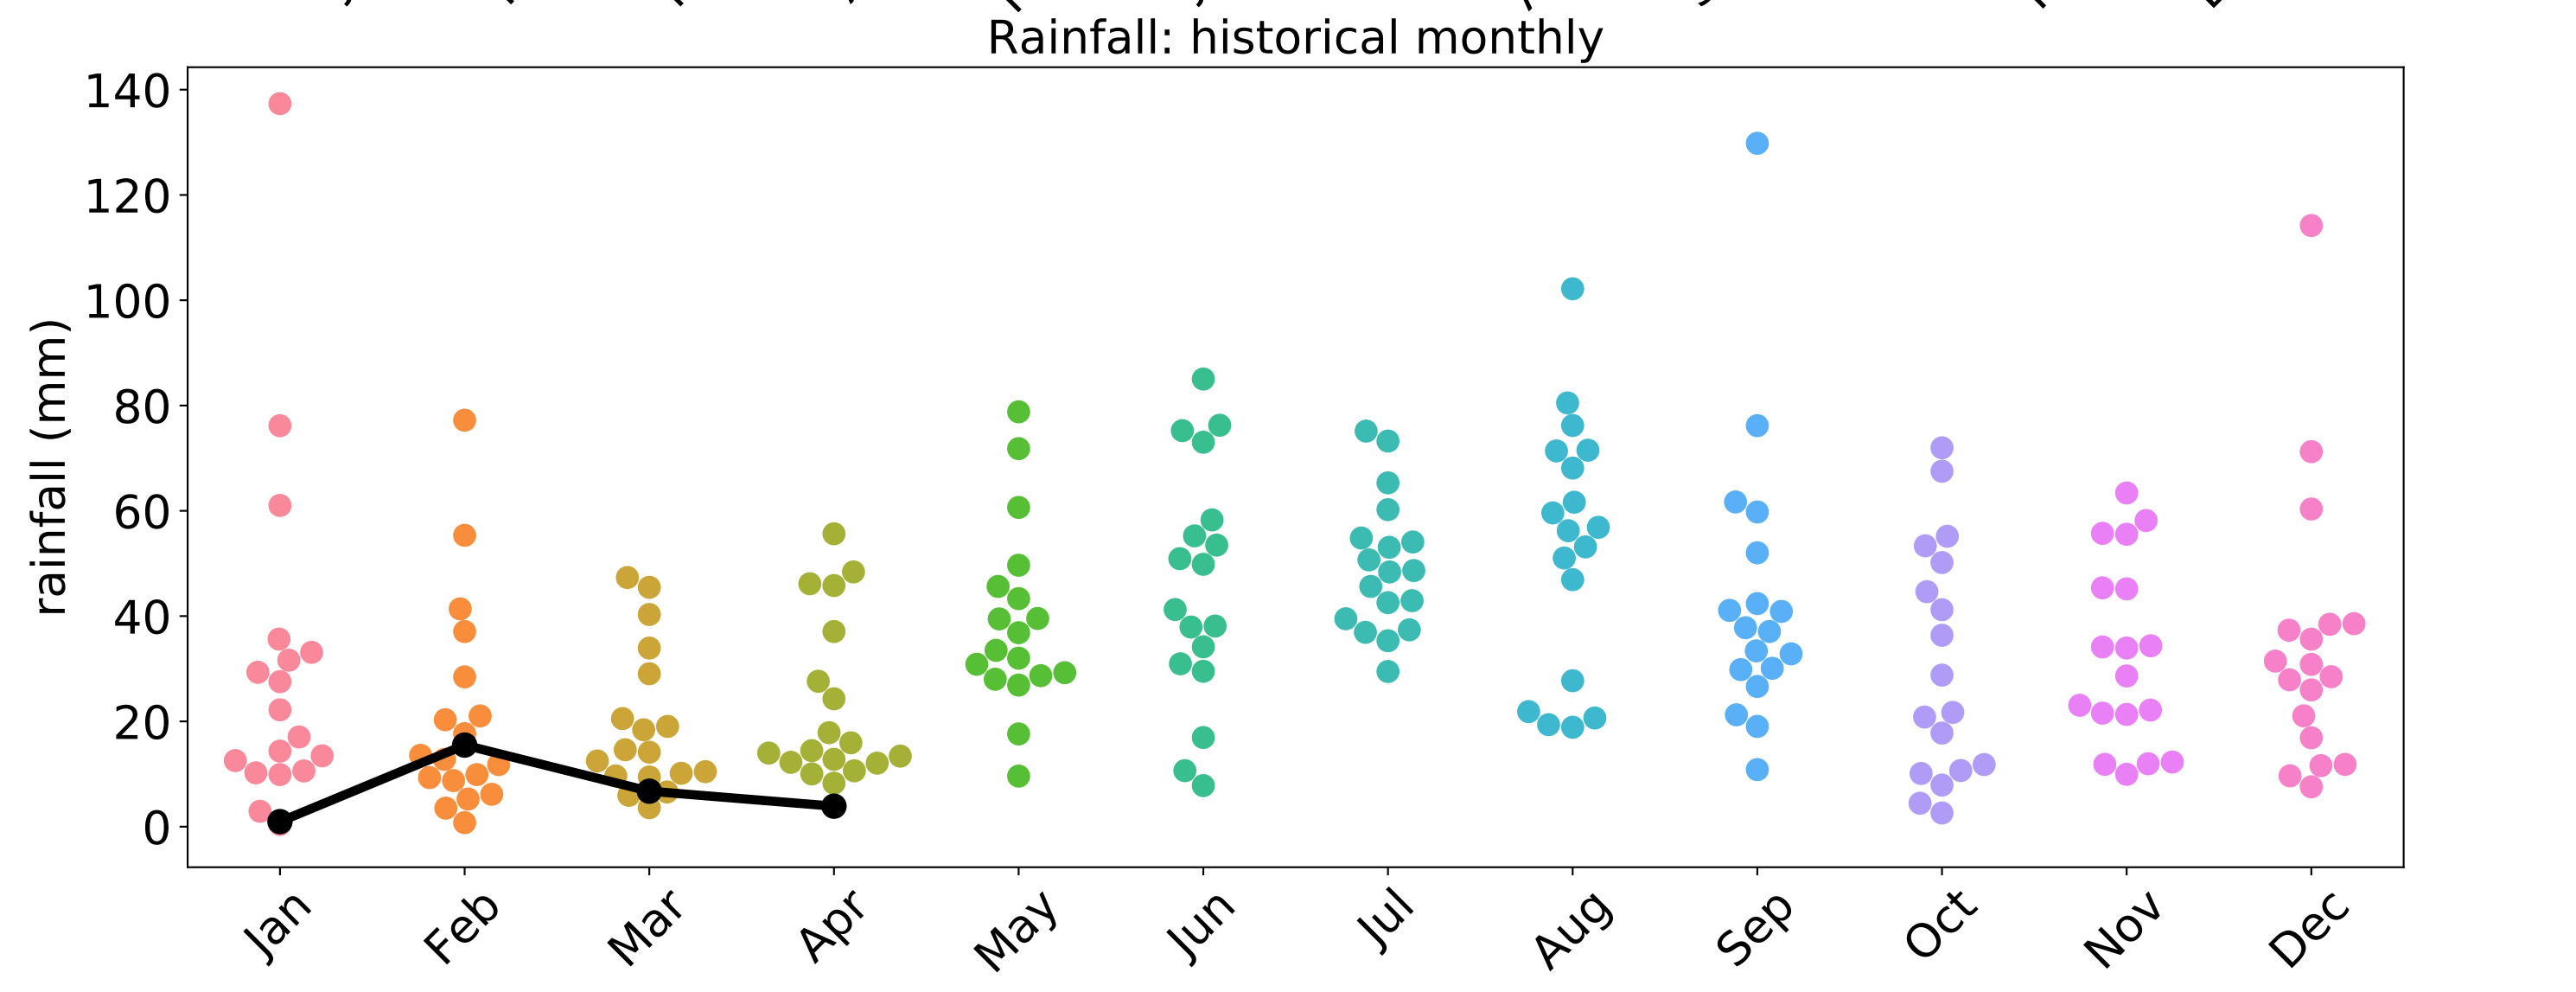 Rainfall: historical monthly
140
120
100
80
60
40
20
0
rainfall (mm)
Jan
Feb
Mar
Apr
May
Jun
Jul
Aug
Sep
Oct
Nov
Dec